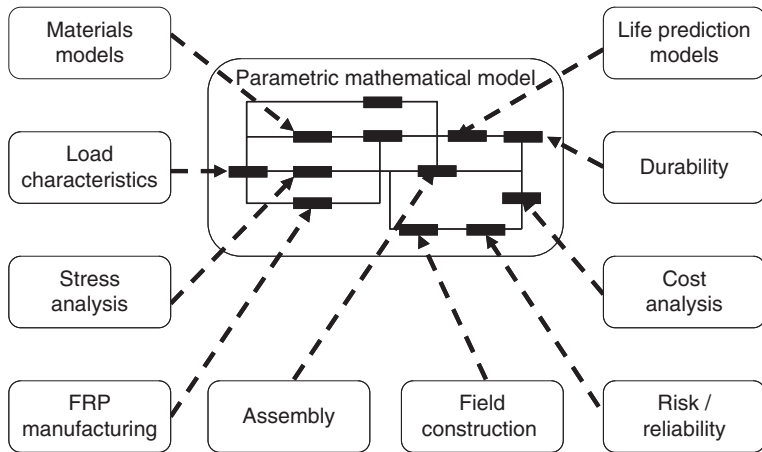 Materials
models
Life prediction
models
Parametric mathematical model
Load
characteristics
Durability
Stress
analysis
Cost
analysis
FRP
manufacturing
Assembly
Field
construction
Risk /
reliability